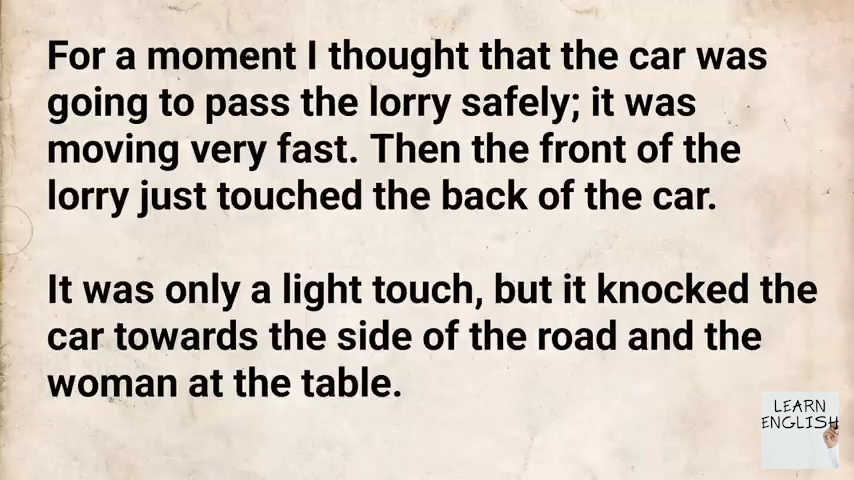 For a moment I thought that the car was
going to pass the lorry safely; it was
moving very fast. Then the front of the
lorry just touched the back of the car.
It was only a light touch, but it knocked the
car towards the side of the road and the
woman at the table.
LEARN
ENGLISH